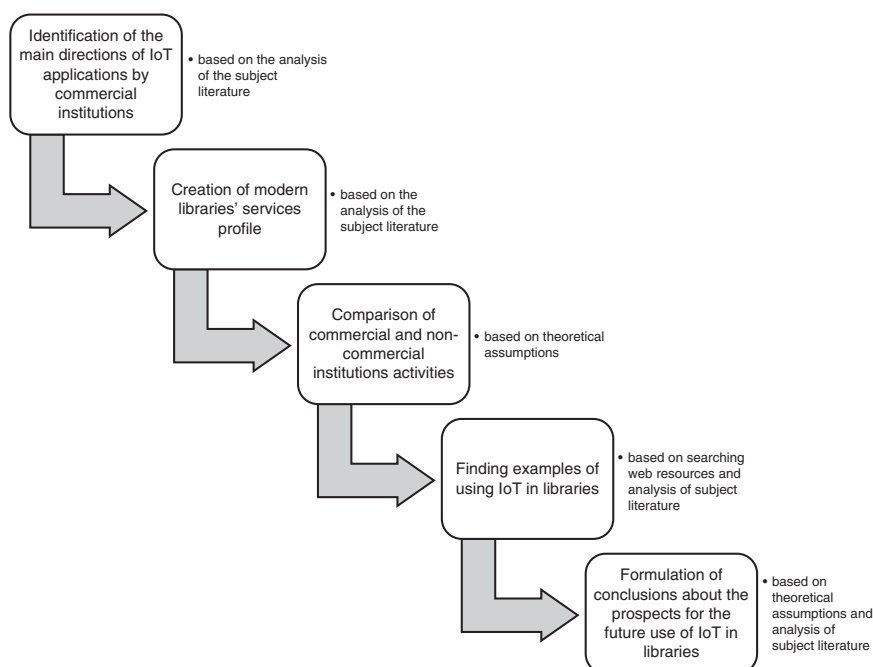 Identification of the
main directions of IoT
applications by
commercial
institutions
• based on the analysis
of the subject
literature
Creation of modern
libraries' services
profile
• based on the
analysis of the
subject literature
Comparison of
commercial and non-
commercial
institutions activities
• based on theoretical
assumptions
Finding examples of
using IoT in libraries
• based on searching
web resources and
analysis of subject
literature
Formulation of
conclusions about the
prospects for the
future use of IoT in
libraries
• based on
theoretical
assumptions and
analysis of
subject literature